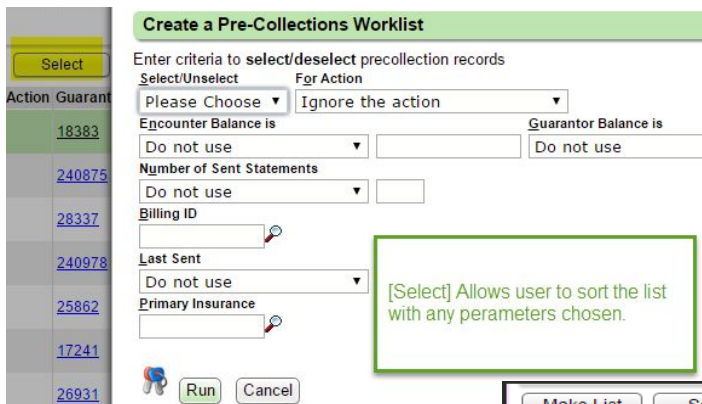 Create a Pre-Collections Worklist
Select
Enter criteria to select/deselect precollection records
Select/Unselect For Action
Please Choose Ignore the action
Action Guarant
Encounter Balance is Guarantor Balance is
18383
Do not use Do not use
Number of Sent Statements
240875
Do not use
Billing ID
28337
Last Sent
240978
Do not use
[Select] Allows user to sort the list
with any perameters chosen.
25862
Primary Insurance
17241
26931
Run Cancel
Make List